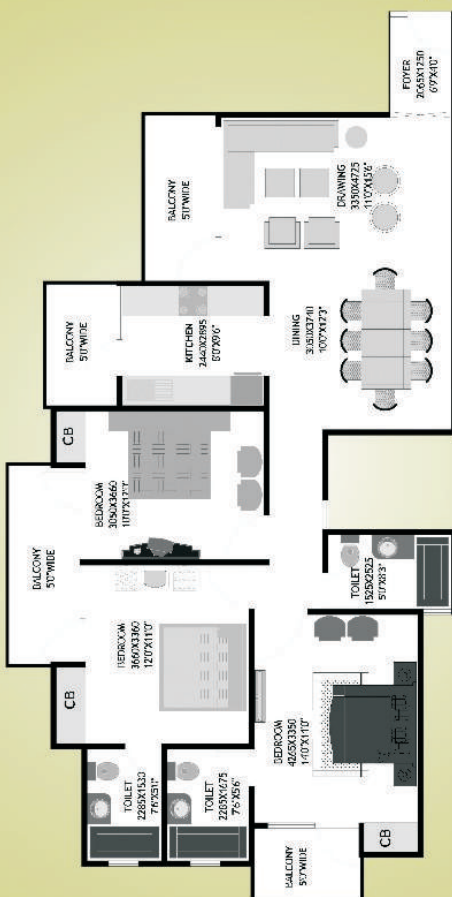 FOYER
2065X1250
6'9"X4'0"
BALCONY
5'0"WIDE
DRAWING
3350X4725
11'0"X15'6"
BALCONY
5'0"WIDE
KITCHEN
2440X2895
8'0"X9'6"
DINING
3050X3740
10'0"X12'3"
CB
BEDROOM
3050X3660
10'0"X12'0"
BALCONY
5'0"WIDE
TOILET
1525X2525
5'0"X8'3"
BEDROOM
3660X3360
12'0"X11'0"
CB
BEDROOM
4265X3350
14'0"X11'0"
TOILET
2285X1530
7'6"X5'0"
TOILET
2285X1675
7'6"X5'6"
CB
BALCONY
5'0"WIDE